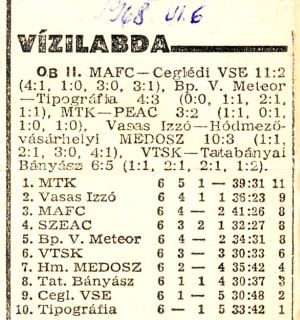 1968 VI. 6
VÍZILABDA
OB II. MAFC—Ceglédi VSE 11:2
(4:1, 1:0, 3:0, 3:1), Bp. V. Meteor
—Tipográfia 4:3 (0:0, 1:1, 2:1,
1:1), MTK—PEAC 3:2 (1:1, 0:1,
1:0, 1:0), Vasas Izzó—Hódmező-
vásárhelyi MEDOSZ 10:3 (1:1,
2:1, 3:0, 4:1), VTSK—Tatabányai
Bányász 6:5 (1:1, 2:1, 2:1, 1:2).
1. MTK 6 5 1 — 39:31 11
2. Vasas Izzó 6 4 1 1 36:23 9
3. MAFC 6 4 — 2 41:26 8
4. SZEAC 6 3 2 1 32:27 8
5. Bp. V. Meteor 6 4 — 2 34:31 8
6. VTSK 6 3 — 3 30:33 6
7. Hm. MEDOSZ 6 2 — 4 35:42 4
8. Tat. Bányász 6 1 1 4 30:37 3
9. Cegl. VSE 6 1 — 5 30:48 2
10. Tipográfia 6 — 1 5 33:42 1